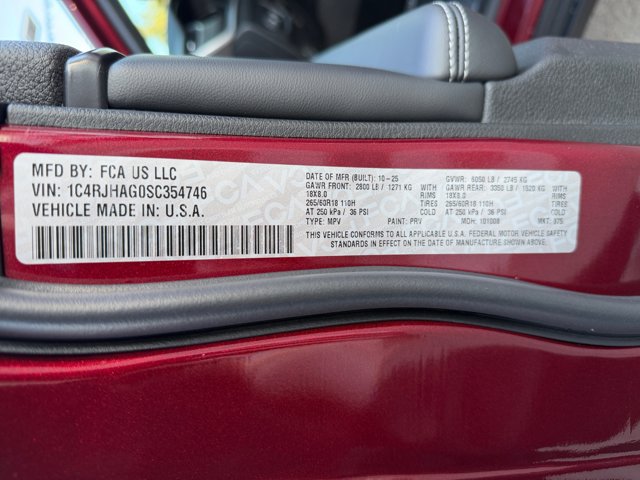 MFD BY: FCA US LLC
VIN: 1C4RJHAG0SC354746
VEHICLE MADE IN: U.S.A.
DATE OF MFR (BUILT): 10-25 GVWR: 6050 LB / 2745 KG
GAWR FRONT: 2800 LB / 1271 KG GAWR REAR: 3350 LB / 1520 KG
18X8.0 RIMS 18X8.0 RIMS
265/60R18 110H TIRES 265/60R18 110H TIRES
AT 250 kPa / 36 PSI COLD AT 250 kPa / 36 PSI COLD
TYPE: MPV PAINT: PRV MDH: 101008 MKT: 375
THIS VEHICLE CONFORMS TO ALL APPLICABLE U.S.A. FEDERAL MOTOR VEHICLE SAFETY
STANDARDS IN EFFECT ON THE DATE OF MANUFACTURE SHOWN ABOVE.